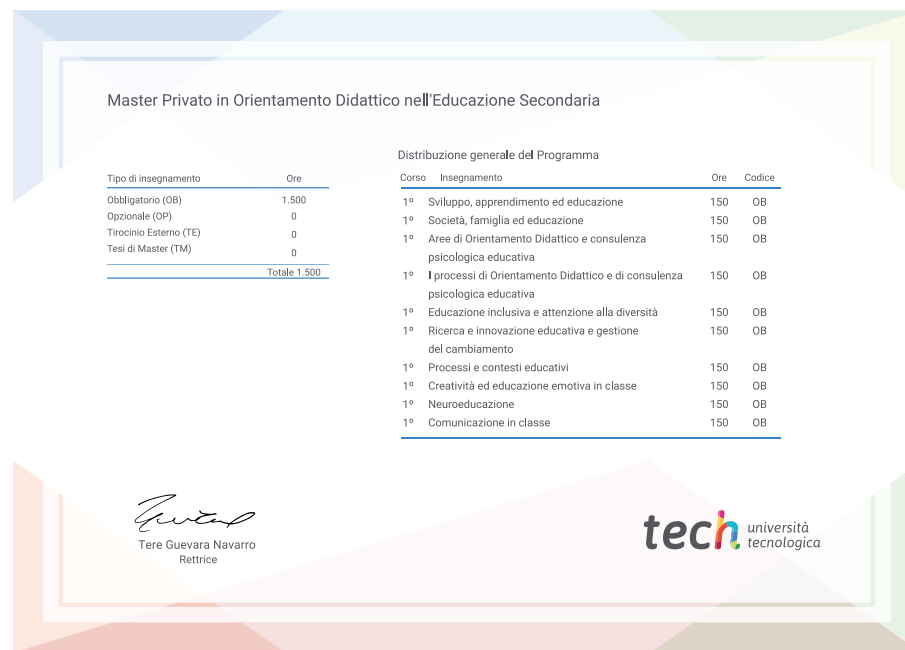 Master Privato in Orientamento Didattico nell'Educazione Secondaria
Tipo di insegnamento Ore
Obbligatorio (OB) 1.500
Opzionale (OP) 0
Tirocinio Esterno (TE) 0
Tesi di Master (TM) 0
Totale 1.500
Distribuzione generale del Programma
Corso Insegnamento Ore Codice
1º Sviluppo, apprendimento ed educazione 150 OB
1º Società, famiglia ed educazione 150 OB
1º Aree di Orientamento Didattico e consulenza 150 OB
psicologica educativa
1º I processi di Orientamento Didattico e di consulenza 150 OB
psicologica educativa
1º Educazione inclusiva e attenzione alla diversità 150 OB
1º Ricerca e innovazione educativa e gestione 150 OB
del cambiamento
1º Processi e contesti educativi 150 OB
1º Creatività ed educazione emotiva in classe 150 OB
1º Neuroeducazione 150 OB
1º Comunicazione in classe 150 OB
Tere Guevara Navarro
Rettrice
tech università
tecnologica